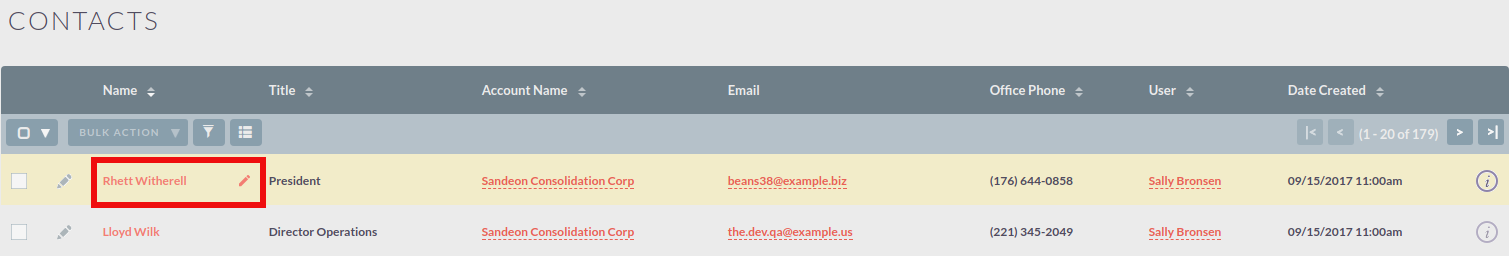 CONTACTS
Name Title Account Name Email Office Phone User Date Created
BULK ACTION (1 - 20 of 179)
Rhett Witherell President Sandeon Consolidation Corp beans38@example.biz (176) 644-0858 Sally Bronsen 09/15/2017 11:00am
Lloyd Wilk Director Operations Sandeon Consolidation Corp the.dev.qa@example.us (221) 345-2049 Sally Bronsen 09/15/2017 11:00am